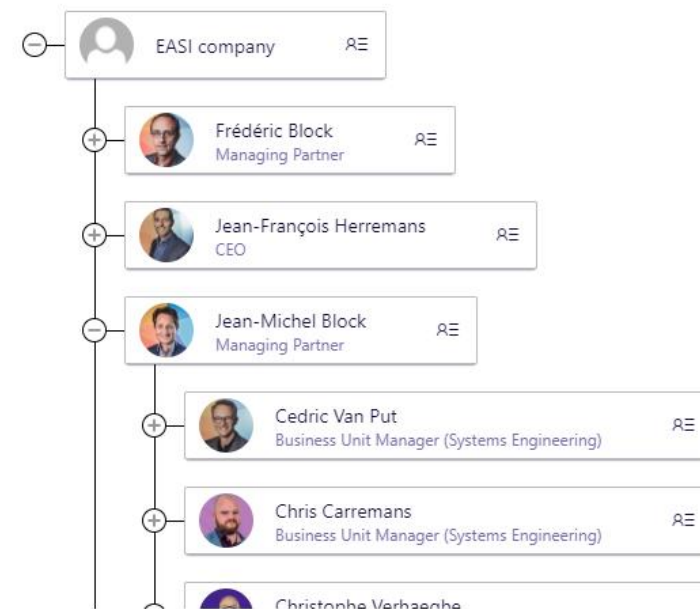 EASI company
Frédéric Block
Managing Partner
Jean-François Herremans
CEO
Jean-Michel Block
Managing Partner
Cedric Van Put
Business Unit Manager (Systems Engineering)
Chris Carremans
Business Unit Manager (Systems Engineering)
Christophe Verhaeghe